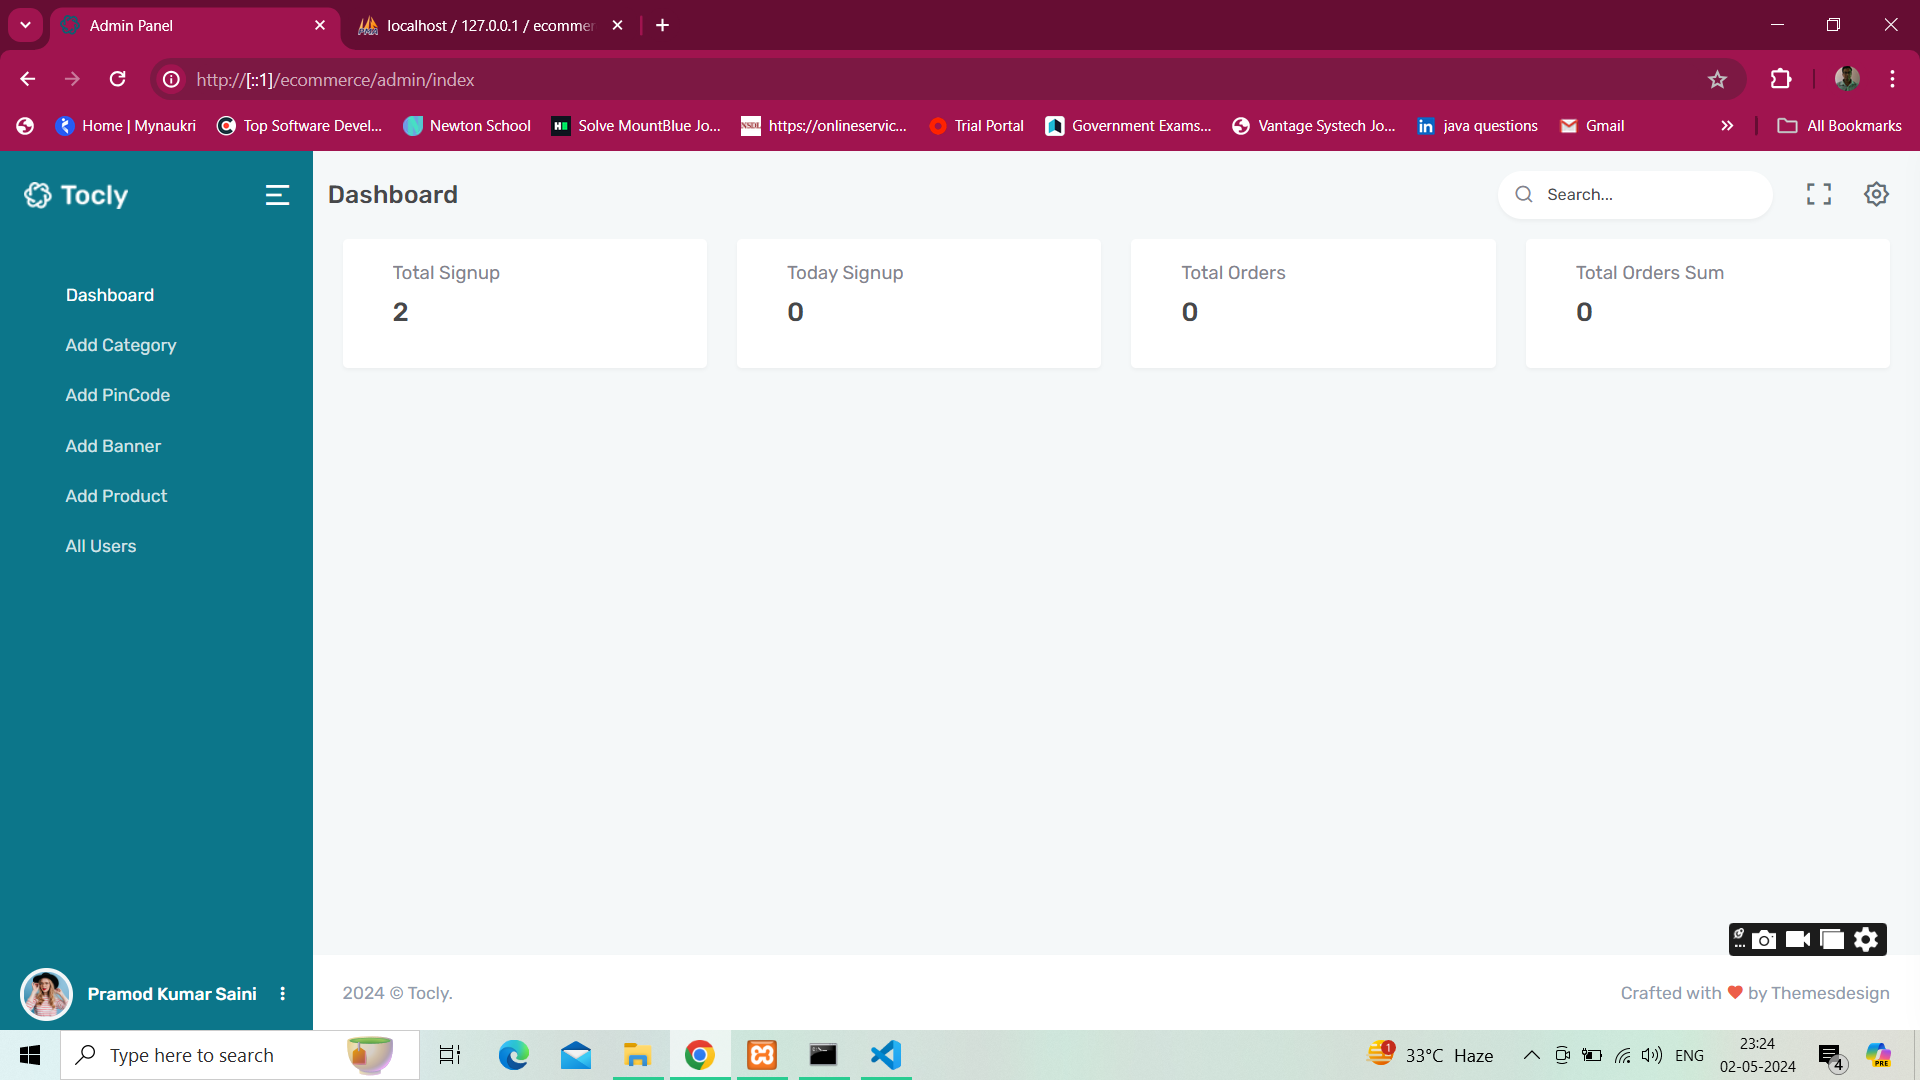 Admin Panel
localhost / 127.0.0.1 / ecommer
http://[::1]/ecommerce/admin/index
Home | Mynaukri
Top Software Devel...
Newton School
Solve MountBlue Jo...
NSDL
https://onlineservic...
Trial Portal
Government Exams...
Vantage Systech Jo...
java questions
Gmail
All Bookmarks
Tocly
Dashboard
Search...
Total Signup
2
Today Signup
0
Total Orders
0
Total Orders Sum
0
Dashboard
Add Category
Add PinCode
Add Banner
Add Product
All Users
Pramod Kumar Saini
2024 © Tocly.
Crafted with ❤ by Themesdesign
Type here to search
1
33°C Haze
ENG
23:24
02-05-2024
4
PRE